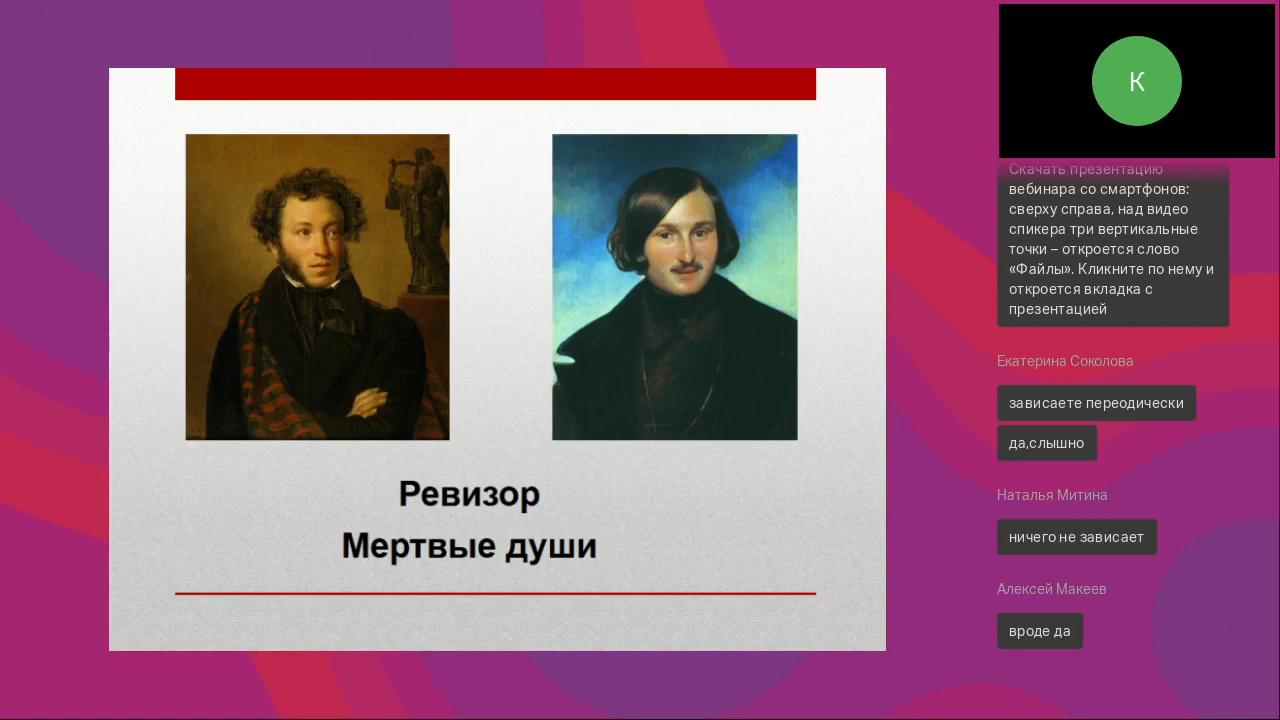 Ревизор
Мертвые души
К
Скачать презентацию
вебинара со смартфонов:
сверху справа, над видео
спикера три вертикальные
точки – откроется слово
«Файлы». Кликните по нему и
откроется вкладка с
презентацией
Екатерина Соколова
зависаете переодически
да,слышно
Наталья Митина
ничего не зависает
Алексей Макеев
вроде да